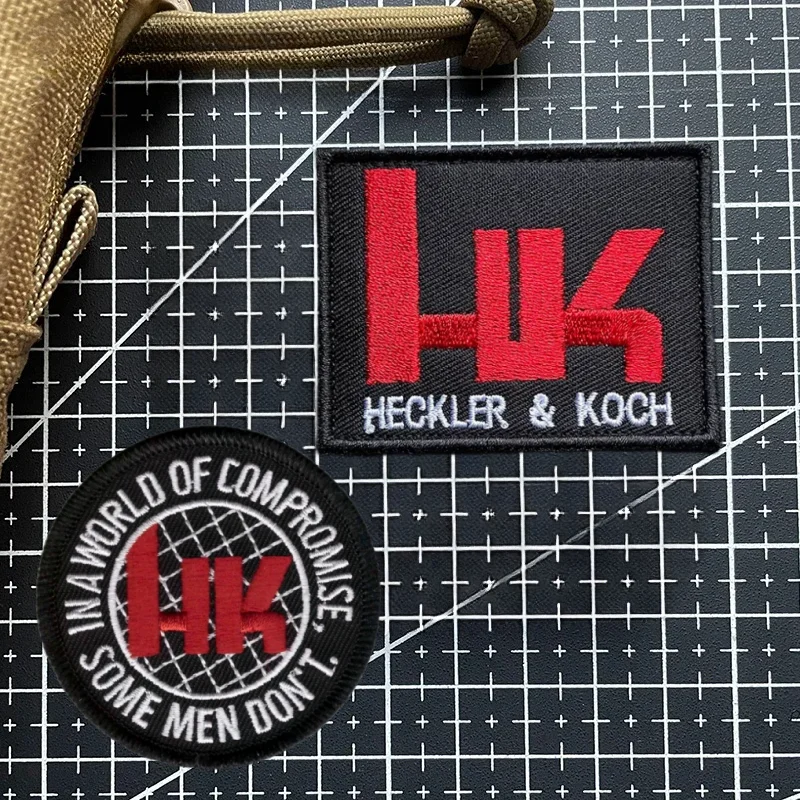 HK
HECKLER & KOCH
IN A WORLD OF COMPROMISE,
HK
SOME MEN DON'T.